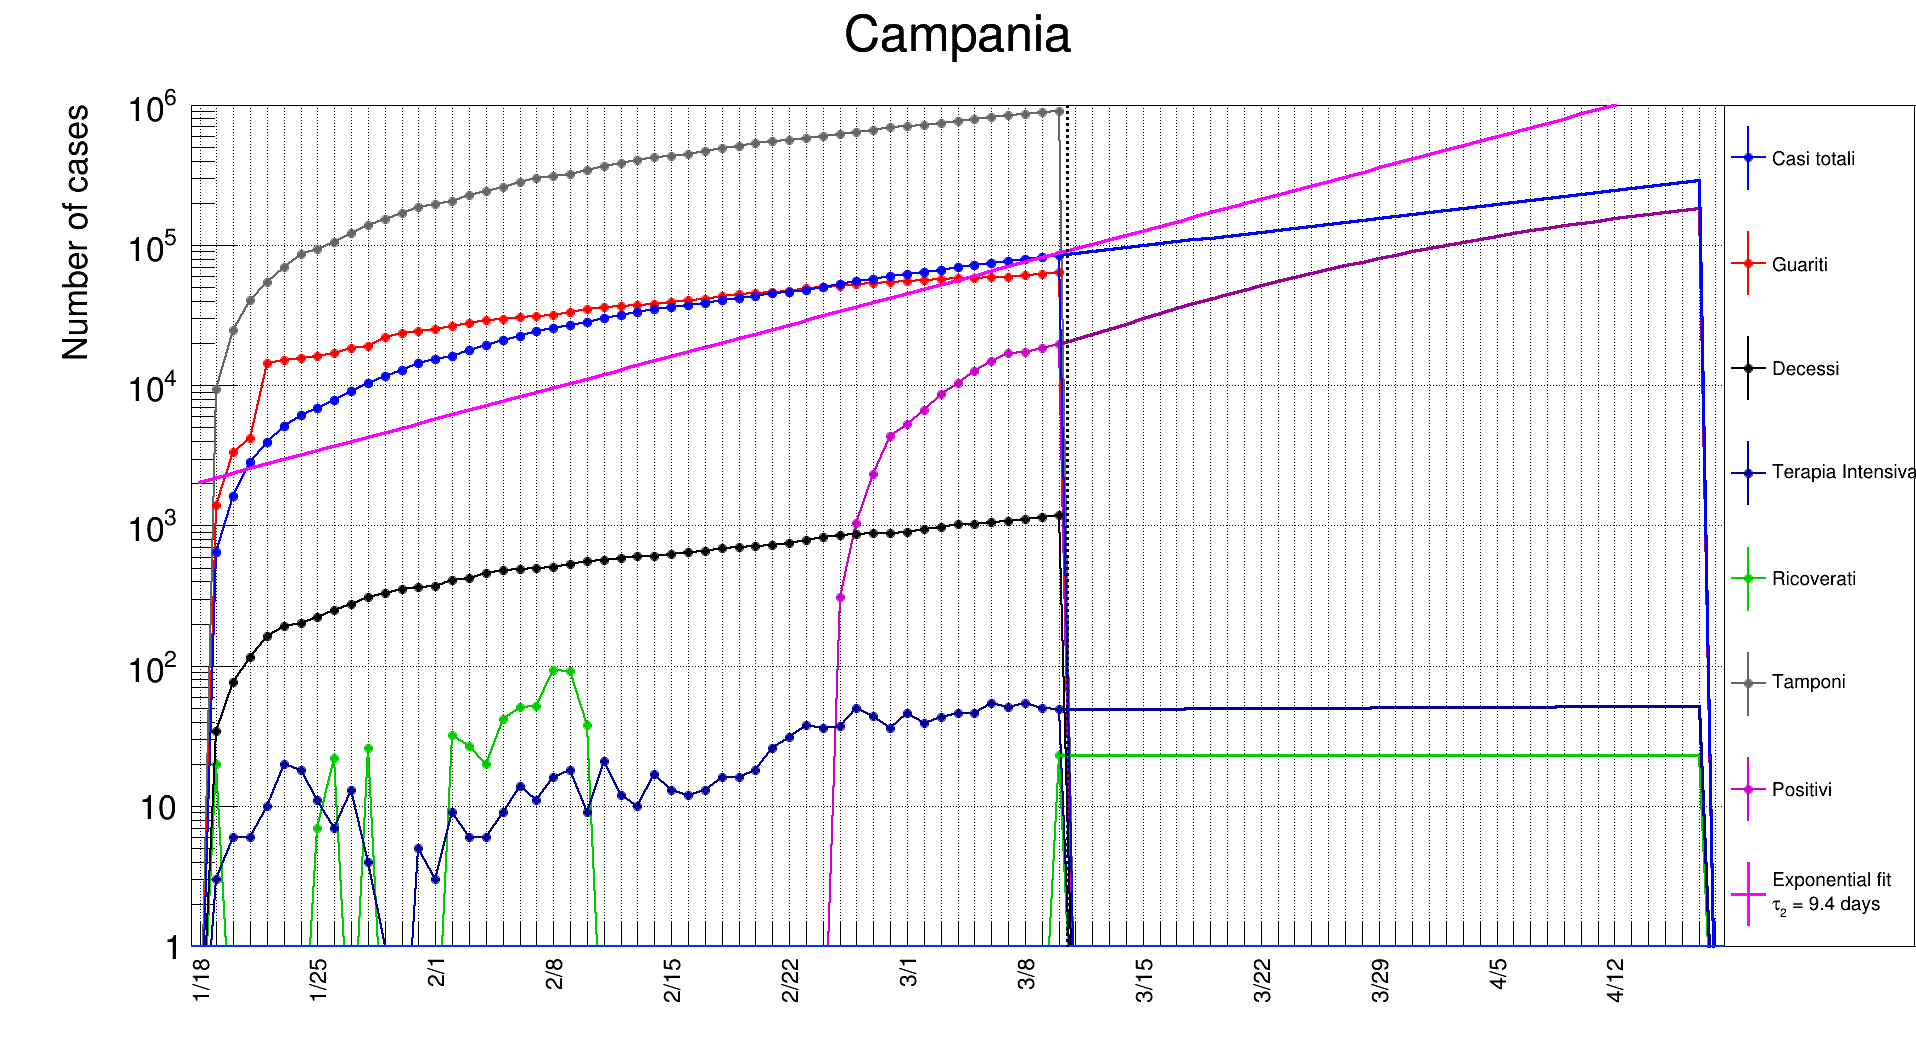 Campania
Number of cases
10^6
10^5
10^4
10^3
10^2
10
1
1/18
1/25
2/1
2/8
2/15
2/22
3/1
3/8
3/15
3/22
3/29
4/5
4/12
Casi totali
Guariti
Decessi
Terapia Intensiva
Ricoverati
Tamponi
Positivi
Exponential fit
τ₂ = 9.4 days